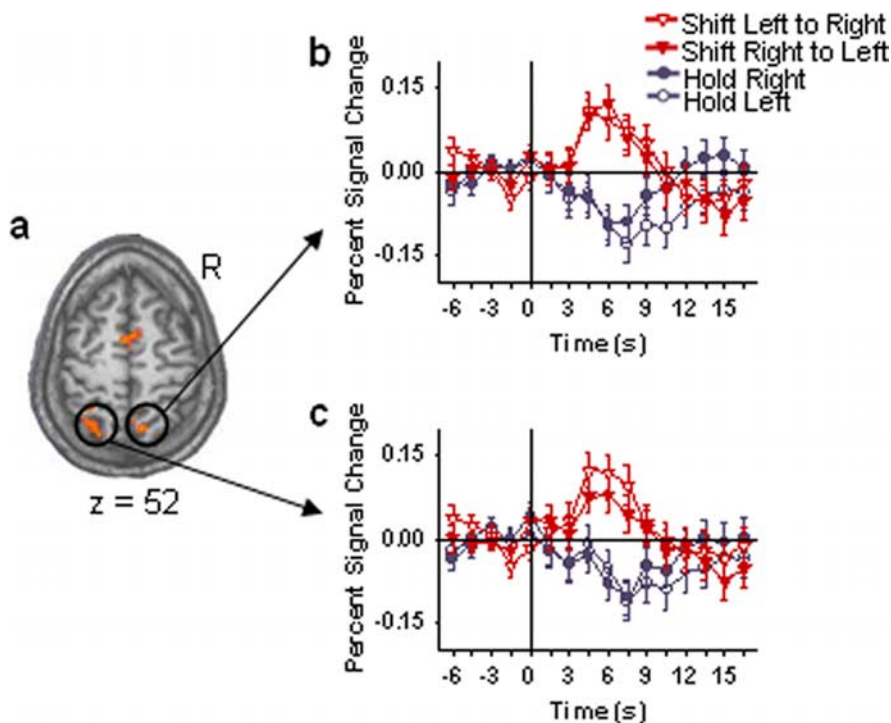 b
Shift Left to Right
Shift Right to Left
Hold Right
Hold Left
Percent Signal Change
0.15
0.00
-0.15
-6 -3 0 3 6 9 12 15
Time (s)
a
R
z = 52
c
Percent Signal Change
0.15
0.00
-0.15
-6 -3 0 3 6 9 12 15
Time (s)